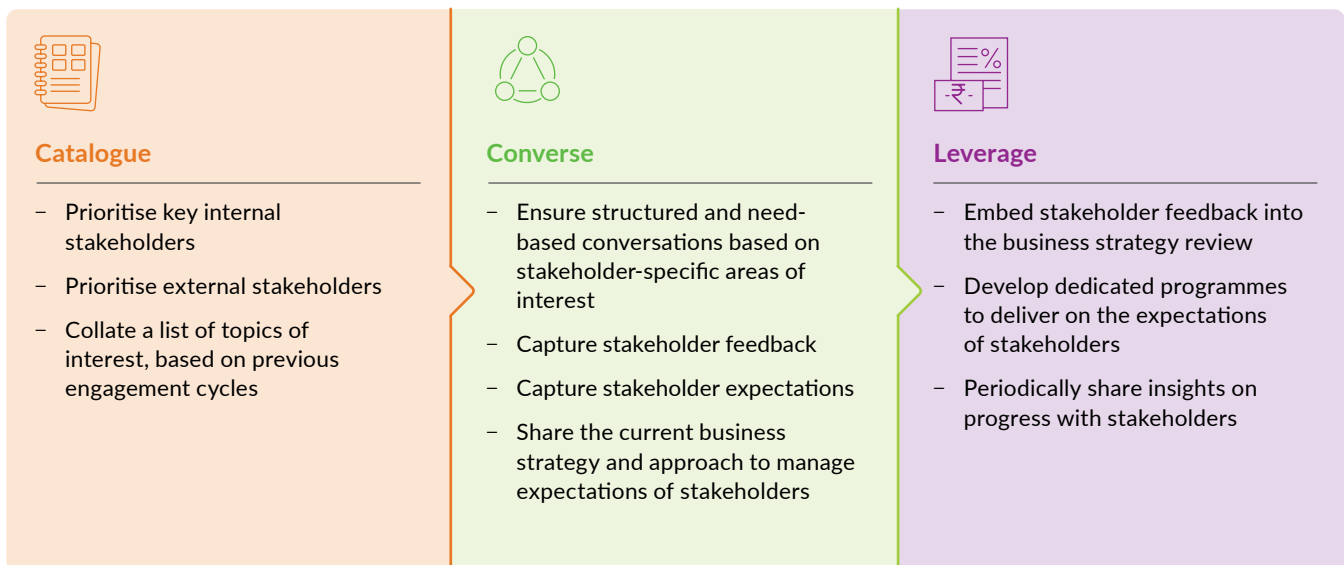 Catalogue
– Prioritise key internal
stakeholders
– Prioritise external stakeholders
– Collate a list of topics of
interest, based on previous
engagement cycles
Converse
– Ensure structured and need-
based conversations based on
stakeholder-specific areas of
interest
– Capture stakeholder feedback
– Capture stakeholder expectations
– Share the current business
strategy and approach to manage
expectations of stakeholders
%
-₹-
Leverage
– Embed stakeholder feedback into
the business strategy review
– Develop dedicated programmes
to deliver on the expectations
of stakeholders
– Periodically share insights on
progress with stakeholders